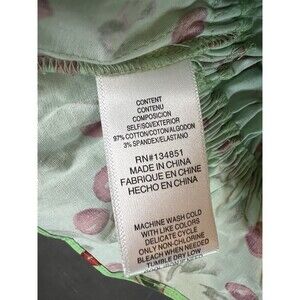 CONTENT
CONTENU
COMPOSICION
SELF/SO/EXTERIOR
97% COTTON/COTON/ALGODON
3% SPANDEX/ELASTANO
RN#134851
MADE IN CHINA
FABRIQUE EN CHINE
HECHO EN CHINA
MACHINE WASH COLD
WITH LIKE COLORS
DELICATE CYCLE
ONLY NON-CHLORINE
BLEACH WHEN NEEDED
TUMBLE DRY LOW